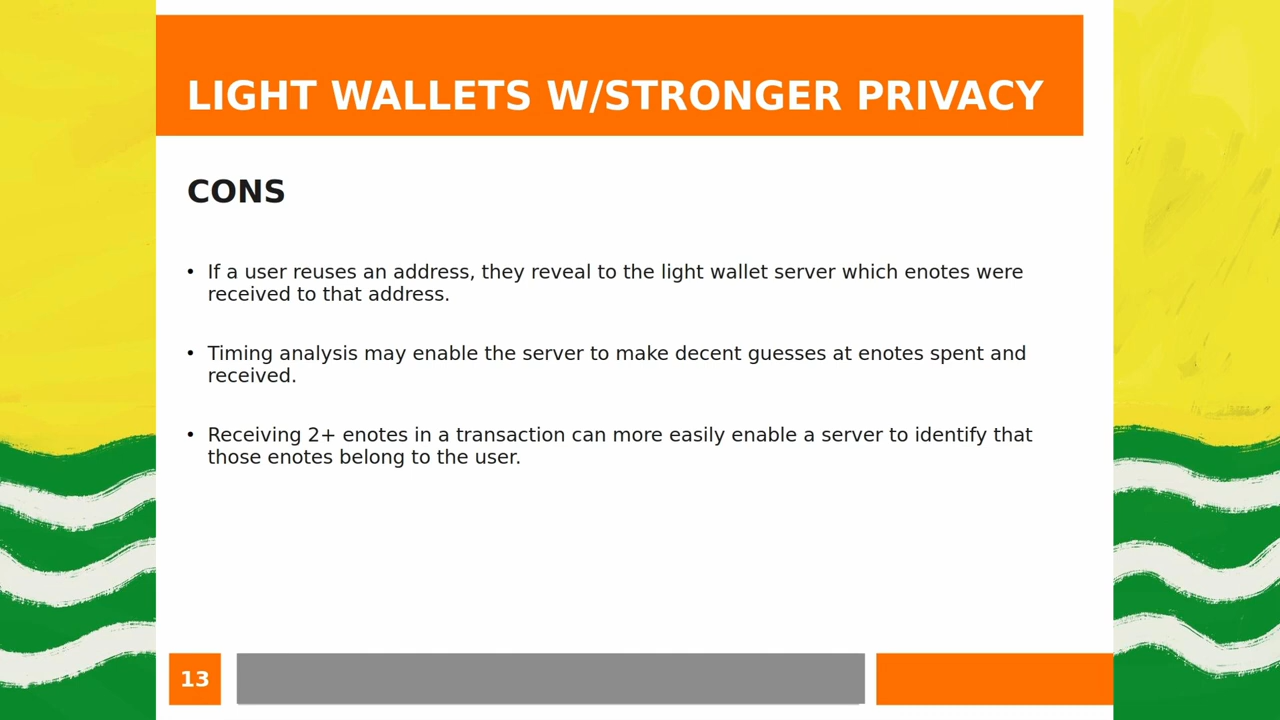 LIGHT WALLETS W/STRONGER PRIVACY
CONS
• If a user reuses an address, they reveal to the light wallet server which enotes were
received to that address.
• Timing analysis may enable the server to make decent guesses at enotes spent and
received.
• Receiving 2+ enotes in a transaction can more easily enable a server to identify that
those enotes belong to the user.
13